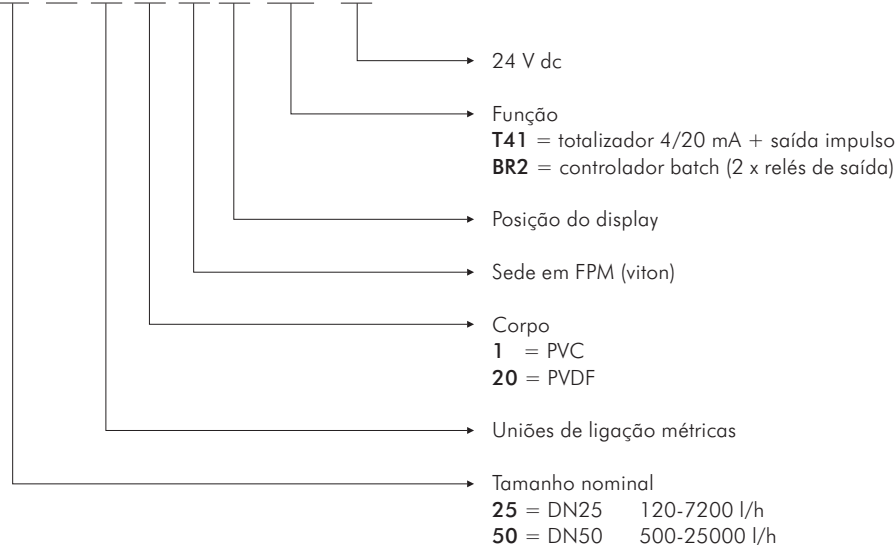 24 V dc
Função
T41 = totalizador 4/20 mA + saída impulso
BR2 = controlador batch (2 x relés de saída)
Posição do display
Sede em FPM (viton)
Corpo
1 = PVC
20 = PVDF
Uniões de ligação métricas
Tamanho nominal
25 = DN25 120-7200 l/h
50 = DN50 500-25000 l/h